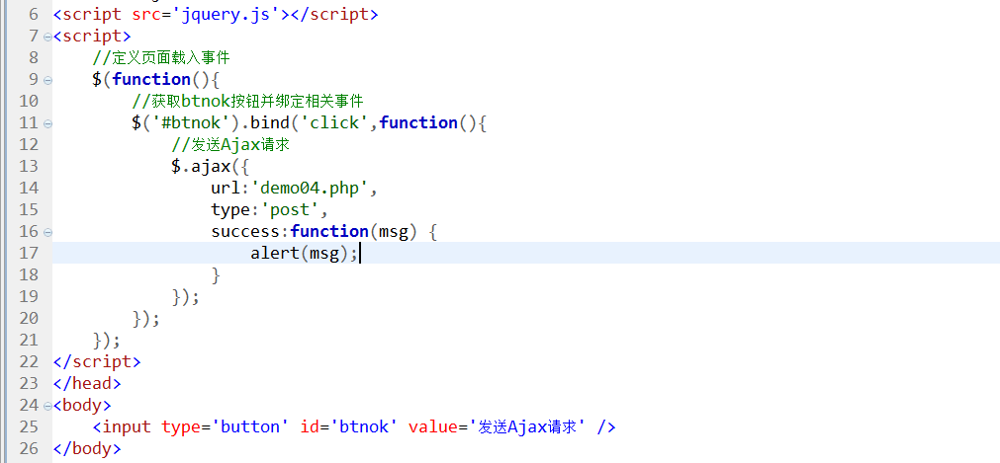 6 <script src='jquery.js'></script>
7 <script>
8     //定义页面载入事件
9     $(function(){
10         //获取btnok按钮并绑定相关事件
11         $('#btnok').bind('click',function(){
12             //发送Ajax请求
13             $.ajax({
14                 url:'demo04.php',
15                 type:'post',
16                 success:function(msg) {
17                     alert(msg);
18                 }
19             });
20         });
21     });
22 </script>
23 </head>
24 <body>
25     <input type='button' id='btnok' value='发送Ajax请求' />
26 </body>